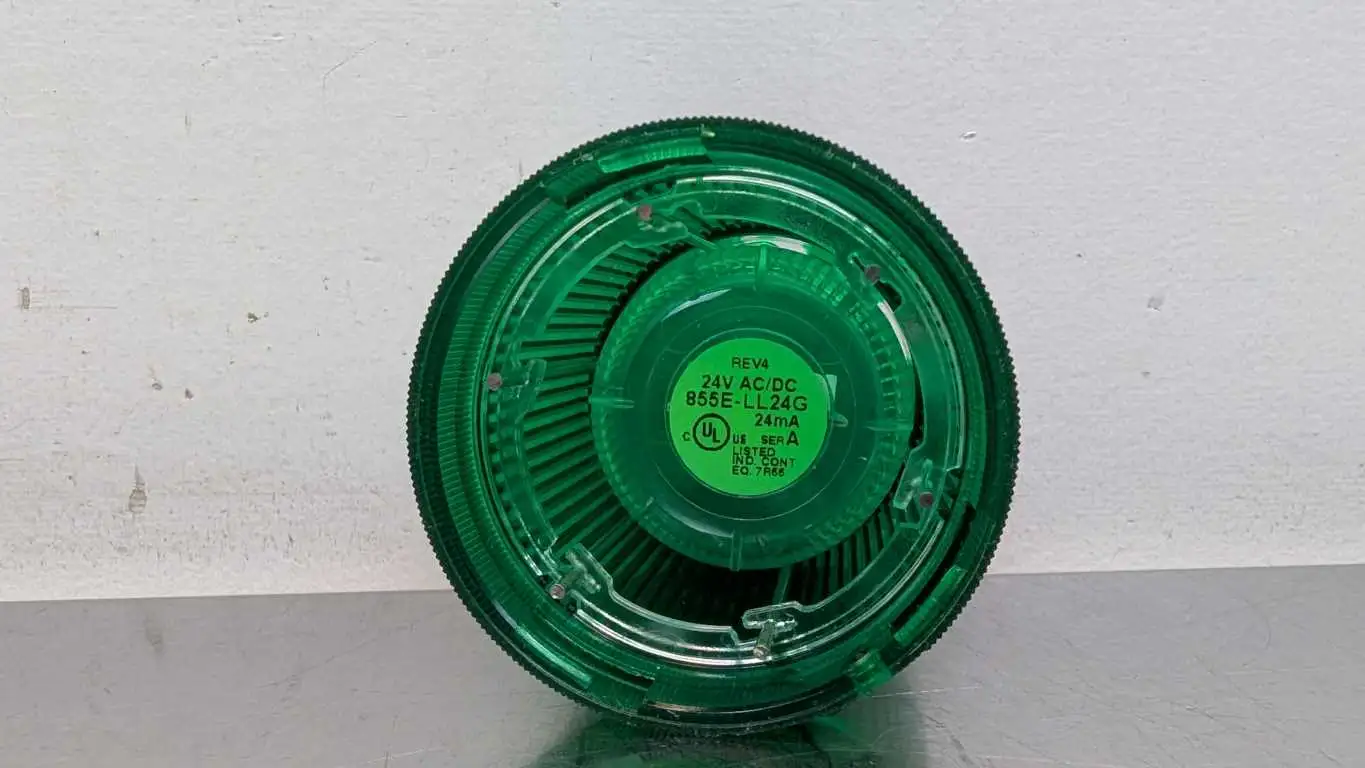 REV4
24V AC/DC
855E-LL24G
24mA
C UL US SER A
LISTED
IND. CONT
EQ. 7R66